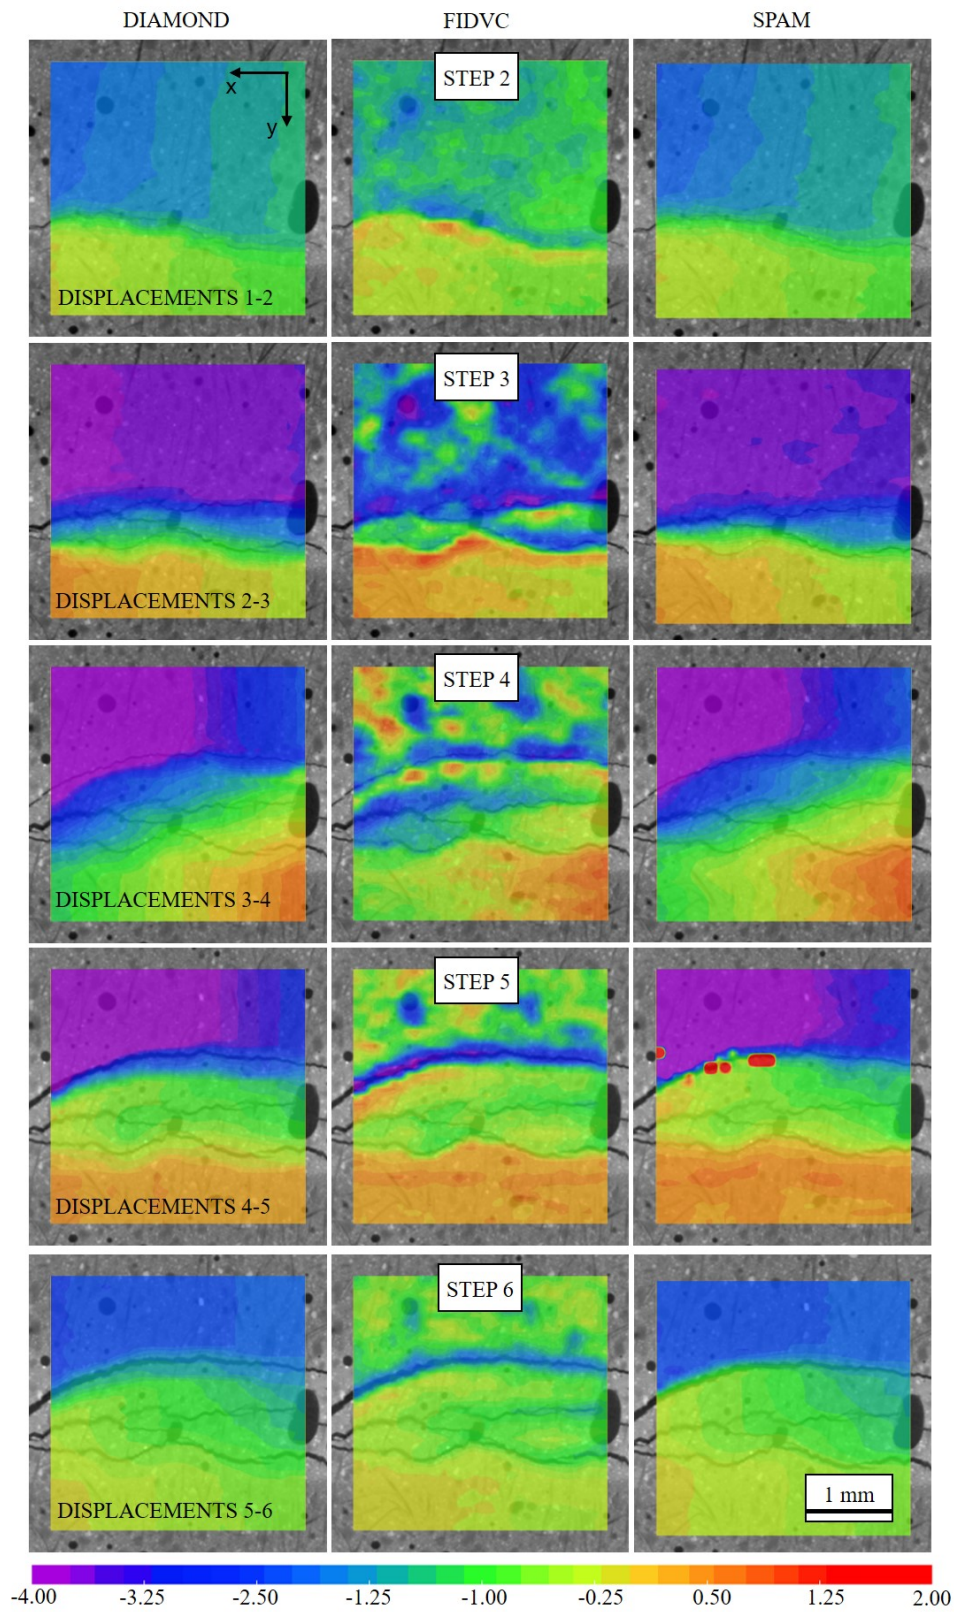 DIAMOND FIDVC SPAM
STEP 2
x
y
DISPLACEMENTS 1-2
STEP 3
DISPLACEMENTS 2-3
STEP 4
DISPLACEMENTS 3-4
STEP 5
DISPLACEMENTS 4-5
STEP 6
1 mm
DISPLACEMENTS 5-6
-4.00 -3.25 -2.50 -1.25 -1.00 -0.25 0.50 1.25 2.00